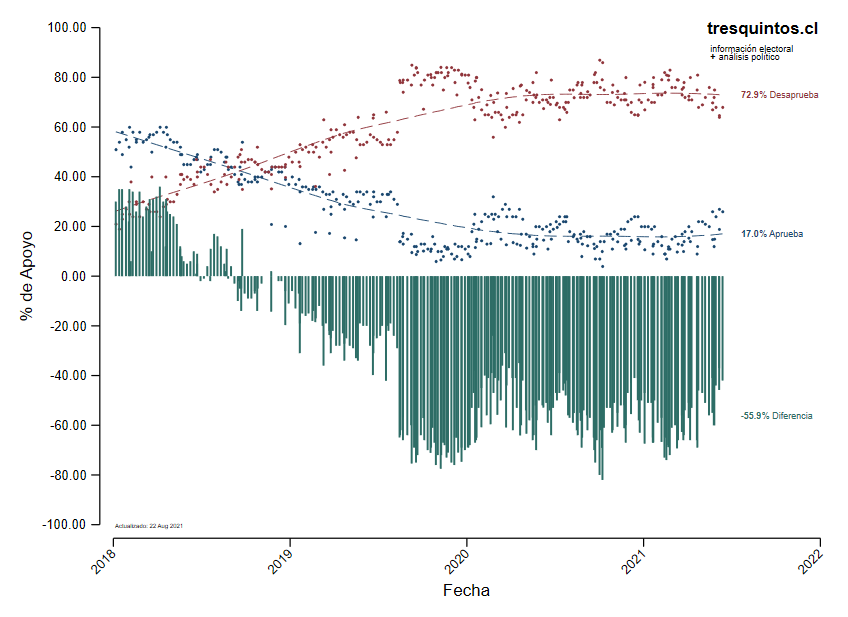 tresquintos.cl
información electoral
+ análisis político
100.00
80.00
60.00
40.00
20.00
0.00
-20.00
-40.00
-60.00
-80.00
-100.00
% de Apoyo
72.9% Desaprueba
17.0% Aprueba
-55.9% Diferencia
Actualizado: 22 Aug 2021
2018
2019
2020
2021
2022
Fecha